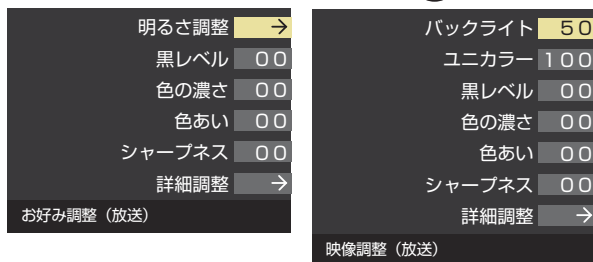 明るさ調整 →
黒レベル 00
色の濃さ 00
色あい 00
シャープネス 00
詳細調整 →
お好み調整（放送）
バックライト 50
ユニカラー 100
黒レベル 00
色の濃さ 00
色あい 00
シャープネス 00
詳細調整 →
映像調整（放送）